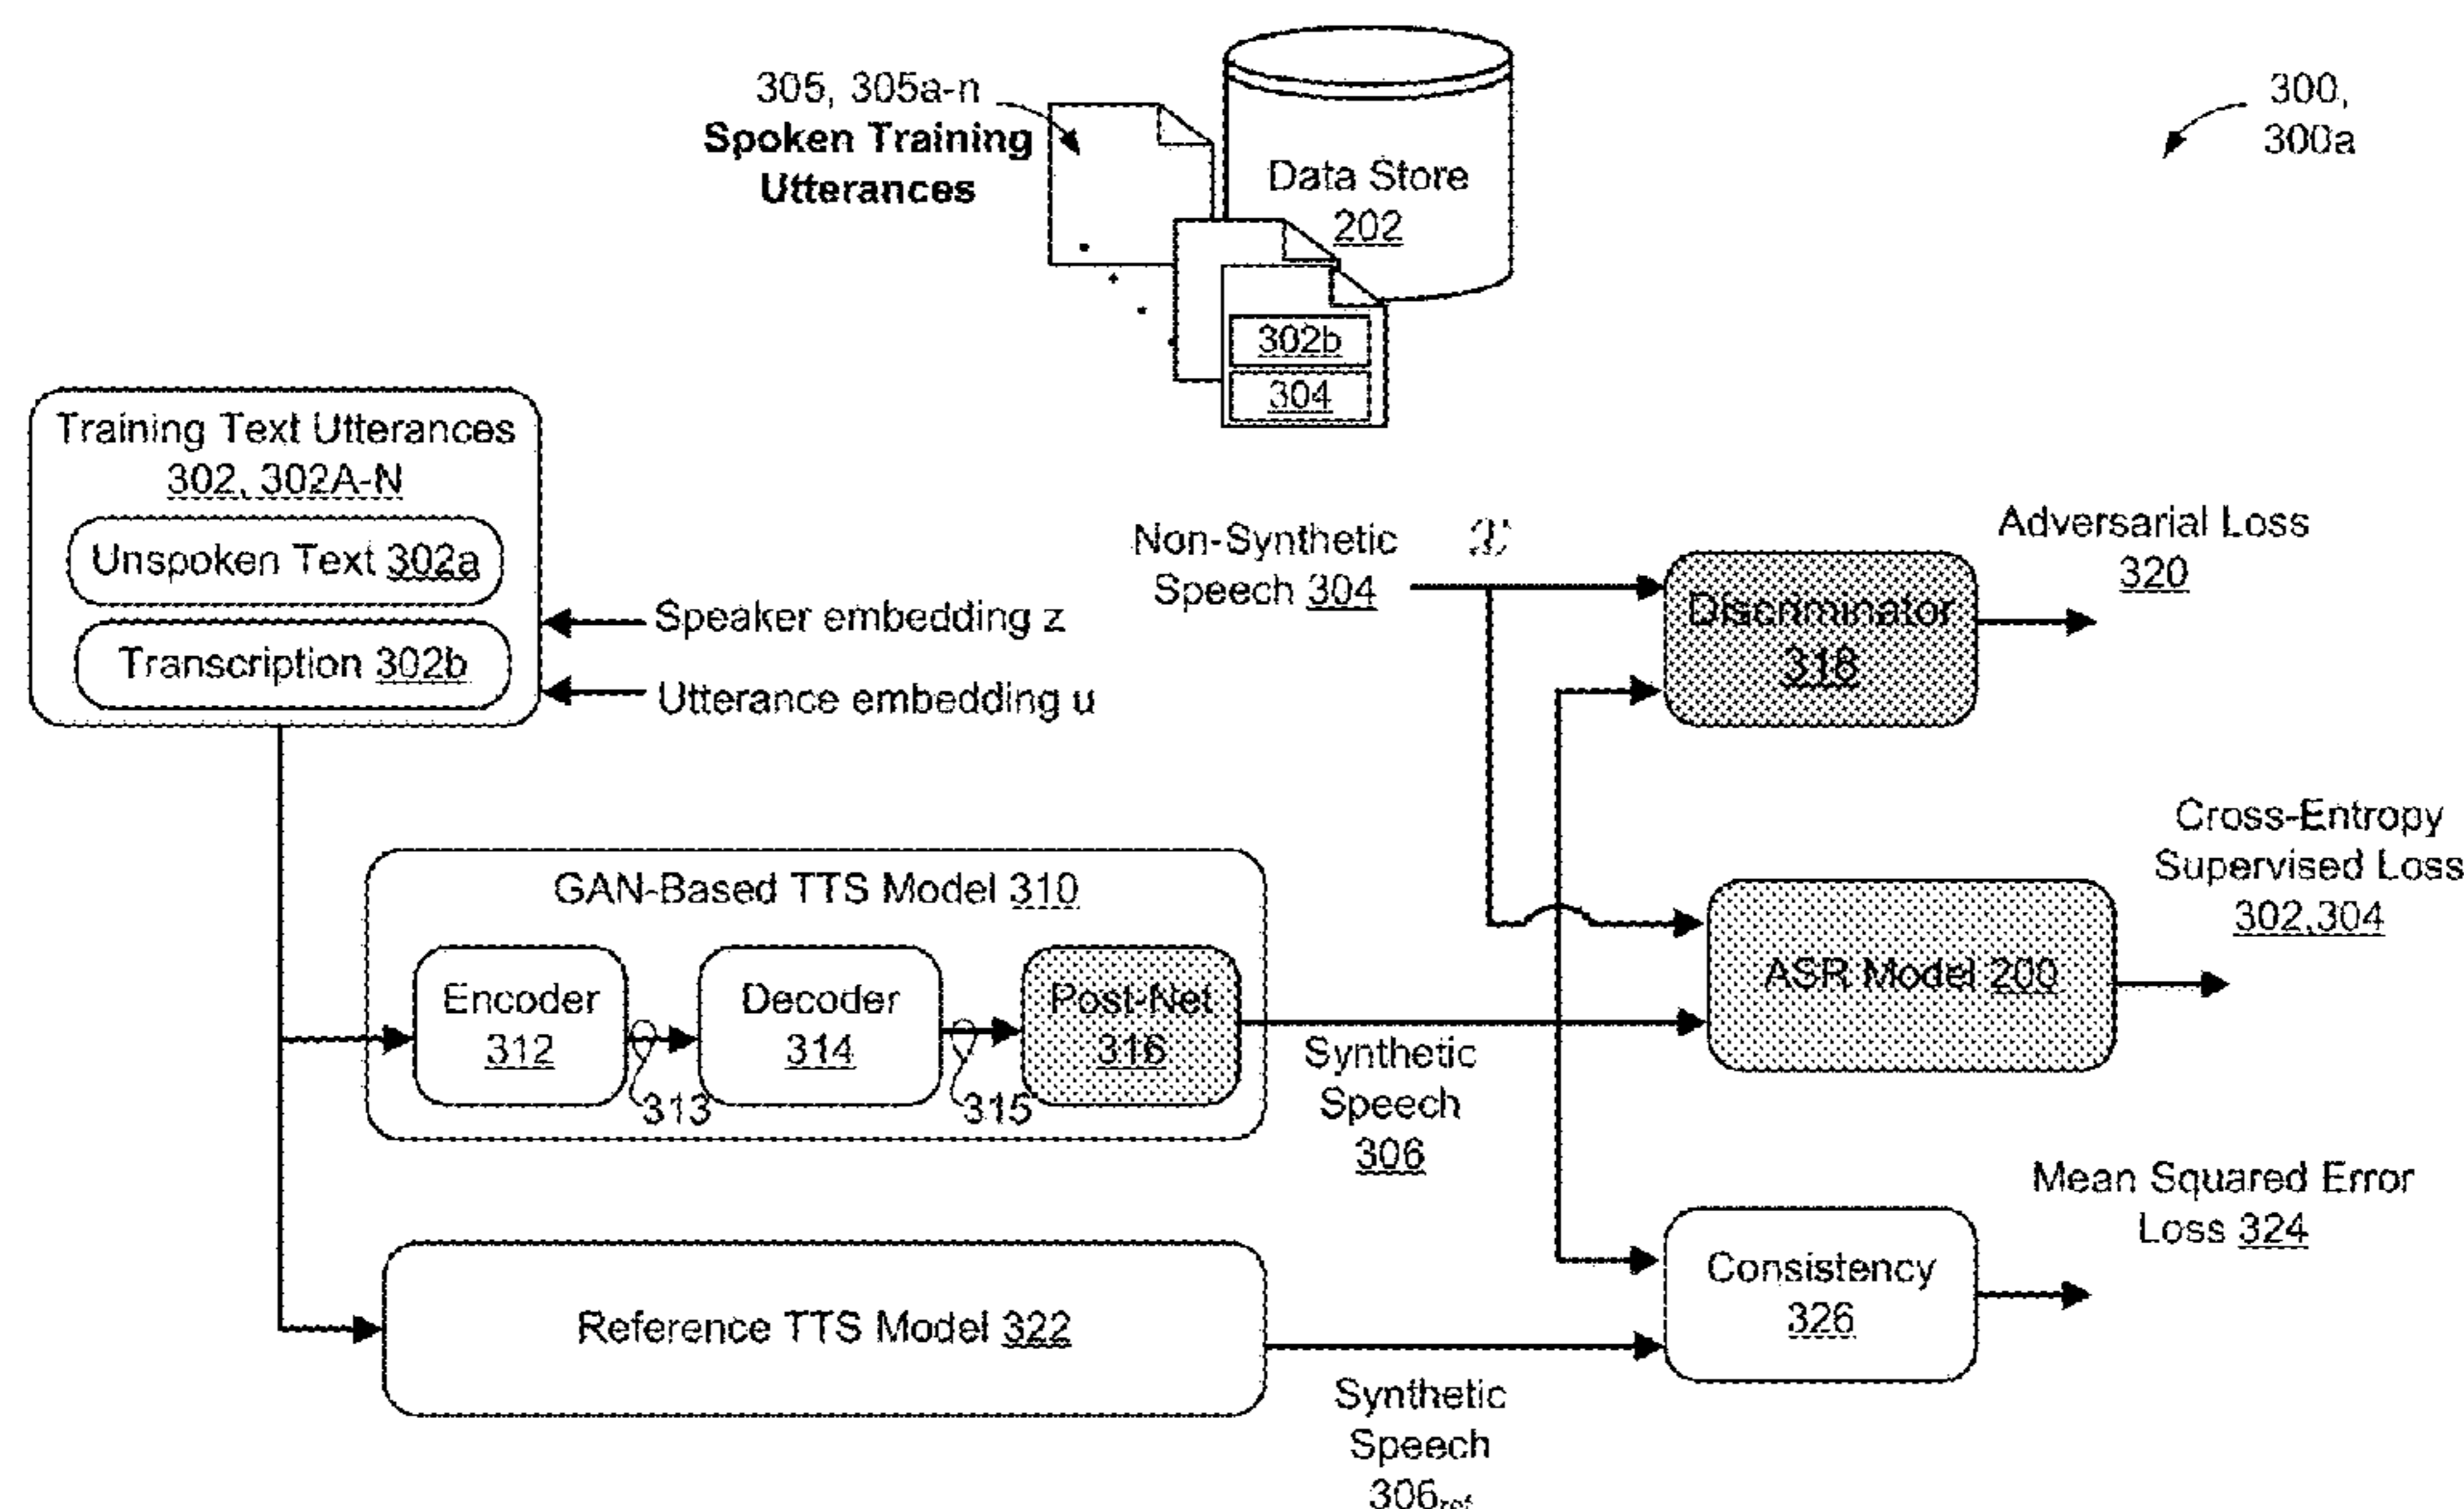 305, 305a-n
Spoken Training
Utterances
Data Store
202
300,
300a
302b
304
Training Text Utterances
302, 302A-N
Unspoken Text 302a
Transcription 302b
Speaker embedding z
Utterance embedding u
Non-Synthetic
Speech 304
Discriminator
318
Adversarial Loss
320
Cross-Entropy
Supervised Loss
302,304
GAN-Based TTS Model 310
Encoder
312
Decoder
314
Post-Net
316
313
315
ASR Model 200
Synthetic
Speech
306
Mean Squared Error
Loss 324
Consistency
326
Reference TTS Model 322
Synthetic
Speech
306ref